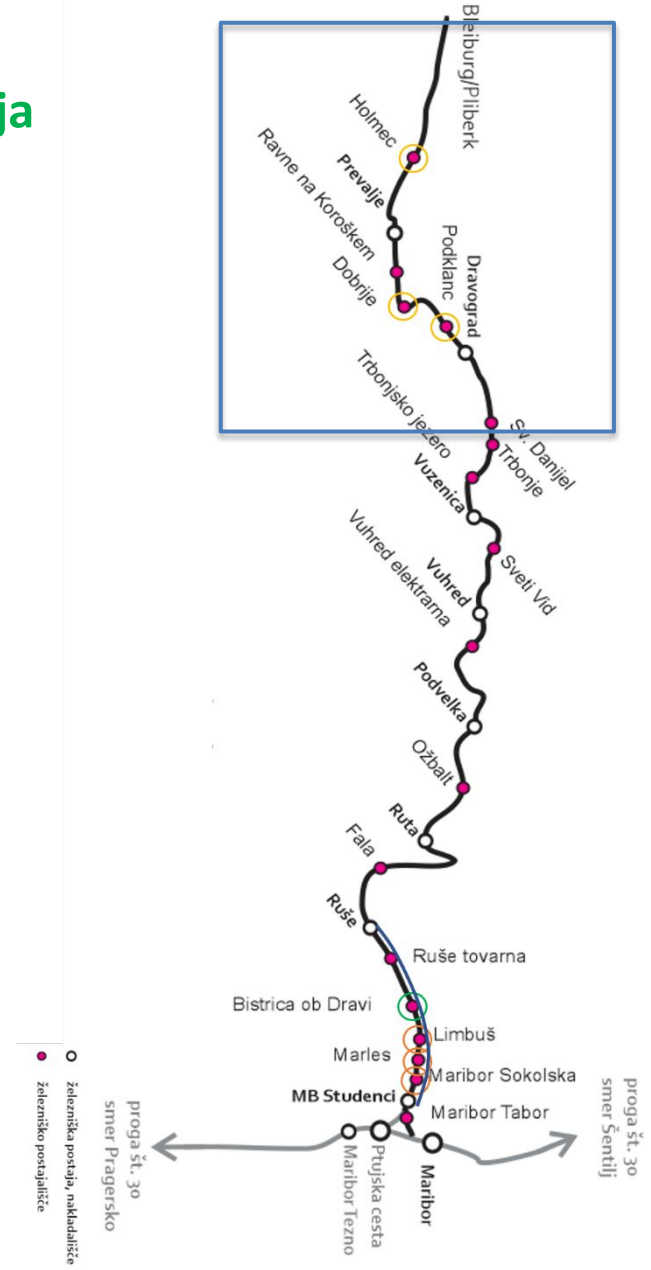 ja
Bleiburg/Pliberk
Holmec
Prevalje
Ravne na Koroškem
Dobrije
Podklanc
Dravograd
Sv. Danijel
Trbonje
Trbonjsko jezero
Vuzenica
Sveti Vid
Vuhred
Vuhred elektrarna
Podvelka
Ožbalt
Ruta
Fala
Ruše
Ruše tovarna
Bistrica ob Dravi
Limbuš
Marles
Maribor Sokolska
MB Studenci
Maribor Tabor
Maribor
Ptujska cesta
Maribor Tezno
proga št. 30
smer Šentilj
proga št. 30
smer Pragersko
železniška postaja, nakladališče
železniško postajališče